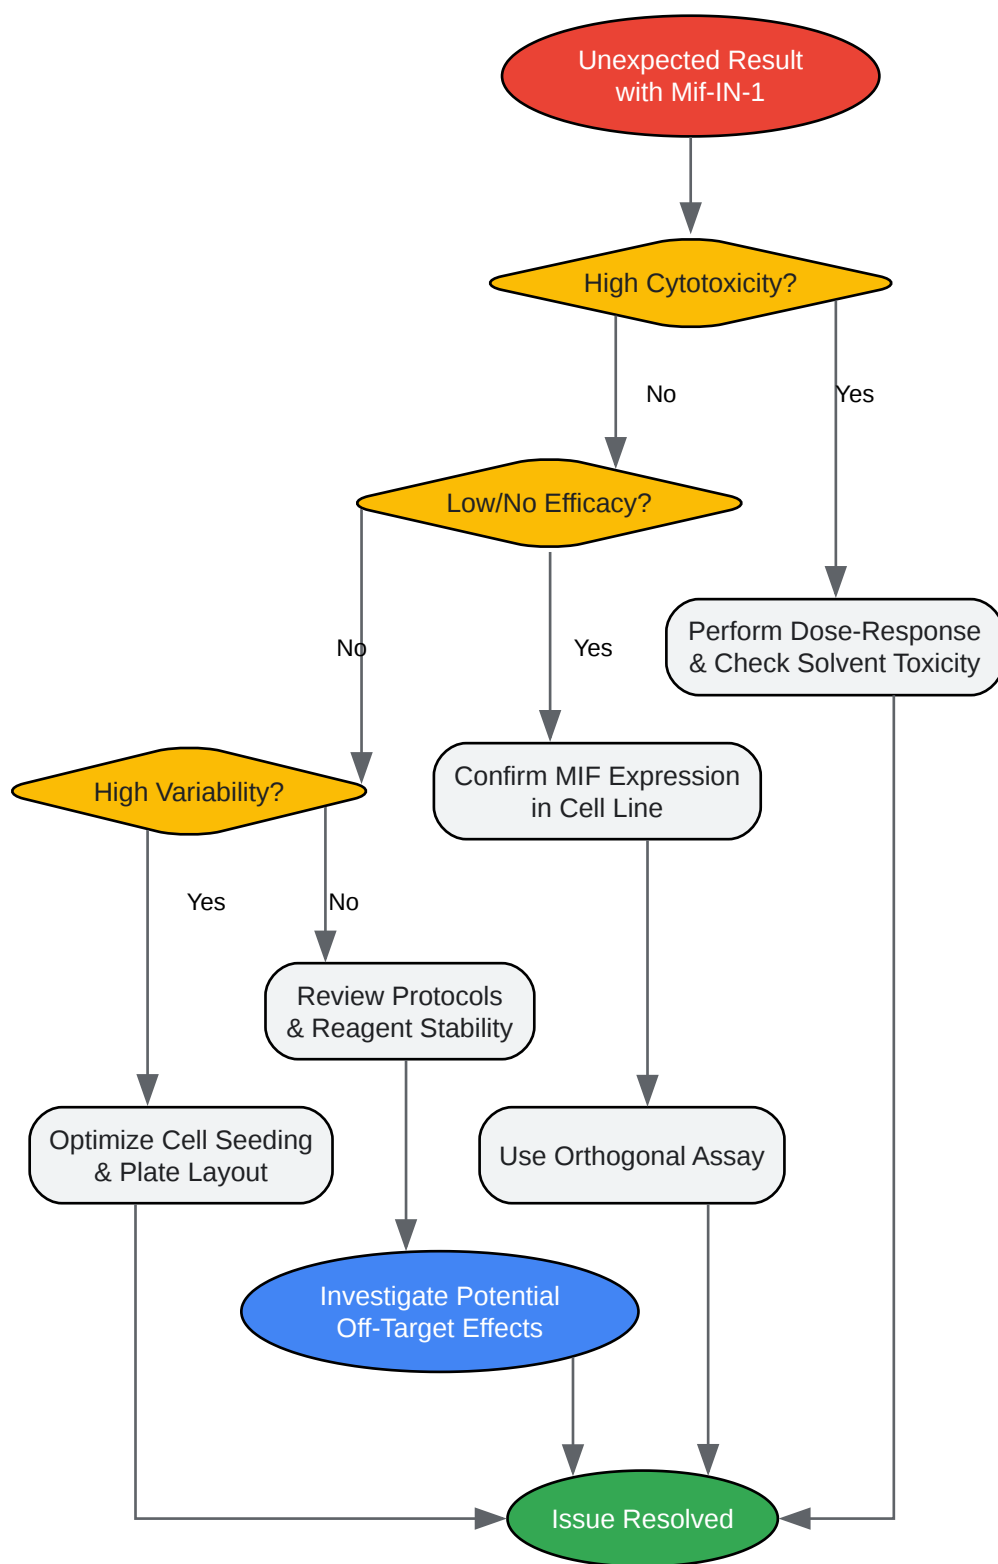 Unexpected Result
with Mif-IN-1
High Cytotoxicity?
No
Yes
Low/No Efficacy?
Perform Dose-Response
& Check Solvent Toxicity
No
Yes
Confirm MIF Expression
in Cell Line
High Variability?
Yes
No
Review Protocols
& Reagent Stability
Optimize Cell Seeding
& Plate Layout
Use Orthogonal Assay
Investigate Potential
Off-Target Effects
Issue Resolved